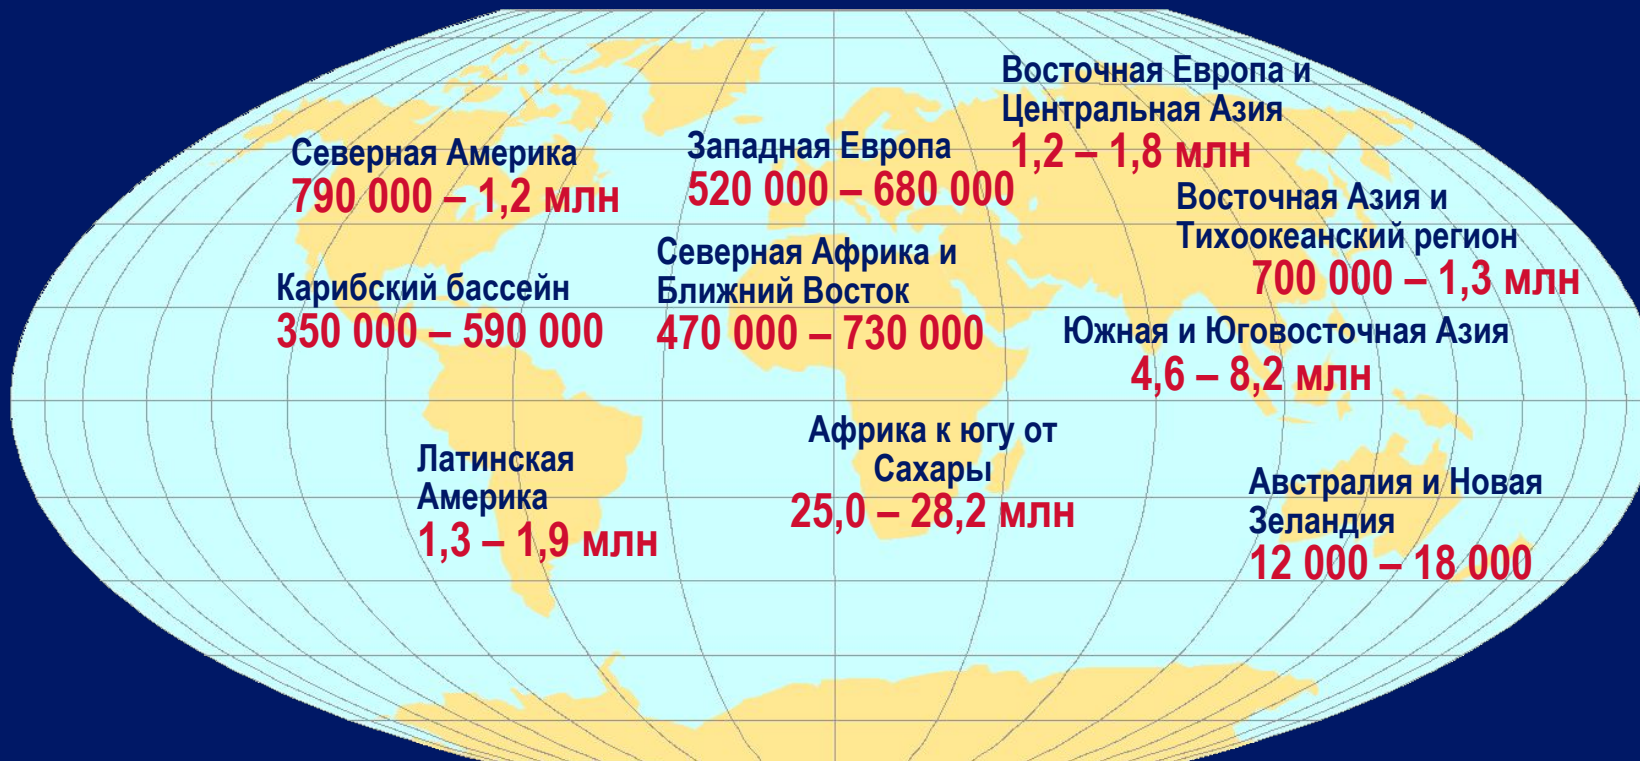 Восточная Европа и
Центральная Азия
1,2 – 1,8 млн
Северная Америка
790 000 – 1,2 млн
Западная Европа
520 000 – 680 000
Восточная Азия и
Тихоокеанский регион
700 000 – 1,3 млн
Карибский бассейн
350 000 – 590 000
Северная Африка и
Ближний Восток
470 000 – 730 000
Южная и Юговосточная Азия
4,6 – 8,2 млн
Латинская
Америка
1,3 – 1,9 млн
Африка к югу от
Сахары
25,0 – 28,2 млн
Австралия и Новая
Зеландия
12 000 – 18 000